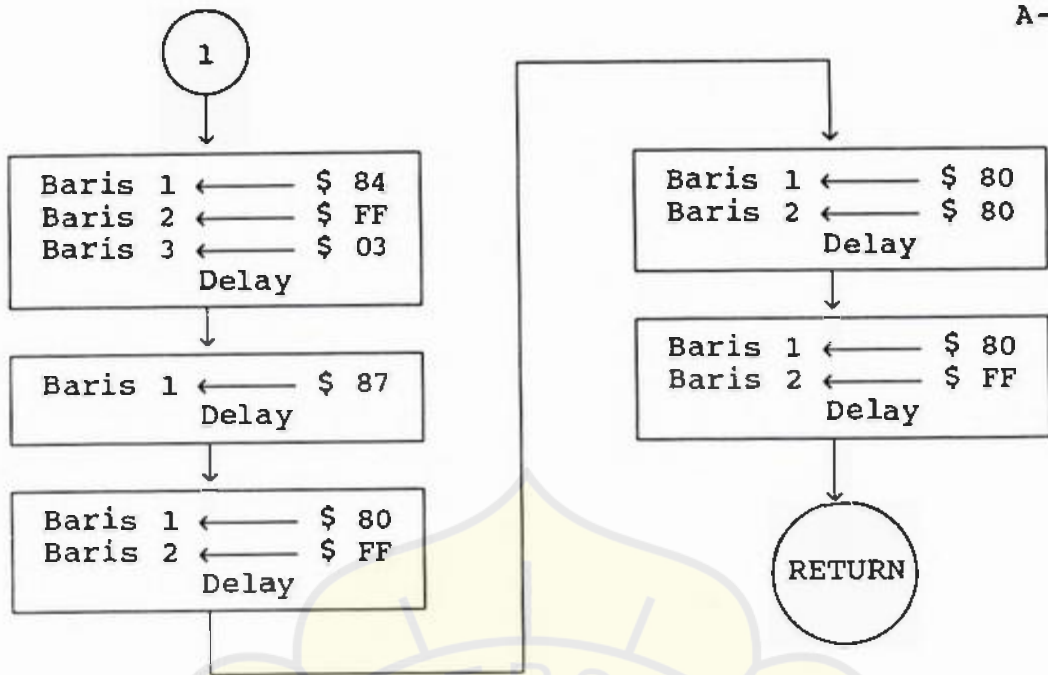 A-
1
Baris 1 ← $ 84
Baris 2 ← $ FF
Baris 3 ← $ 03
Delay
Baris 1 ← $ 87
Delay
Baris 1 ← $ 80
Baris 2 ← $ FF
Delay
Baris 1 ← $ 80
Baris 2 ← $ 80
Delay
Baris 1 ← $ 80
Baris 2 ← $ FF
Delay
RETURN